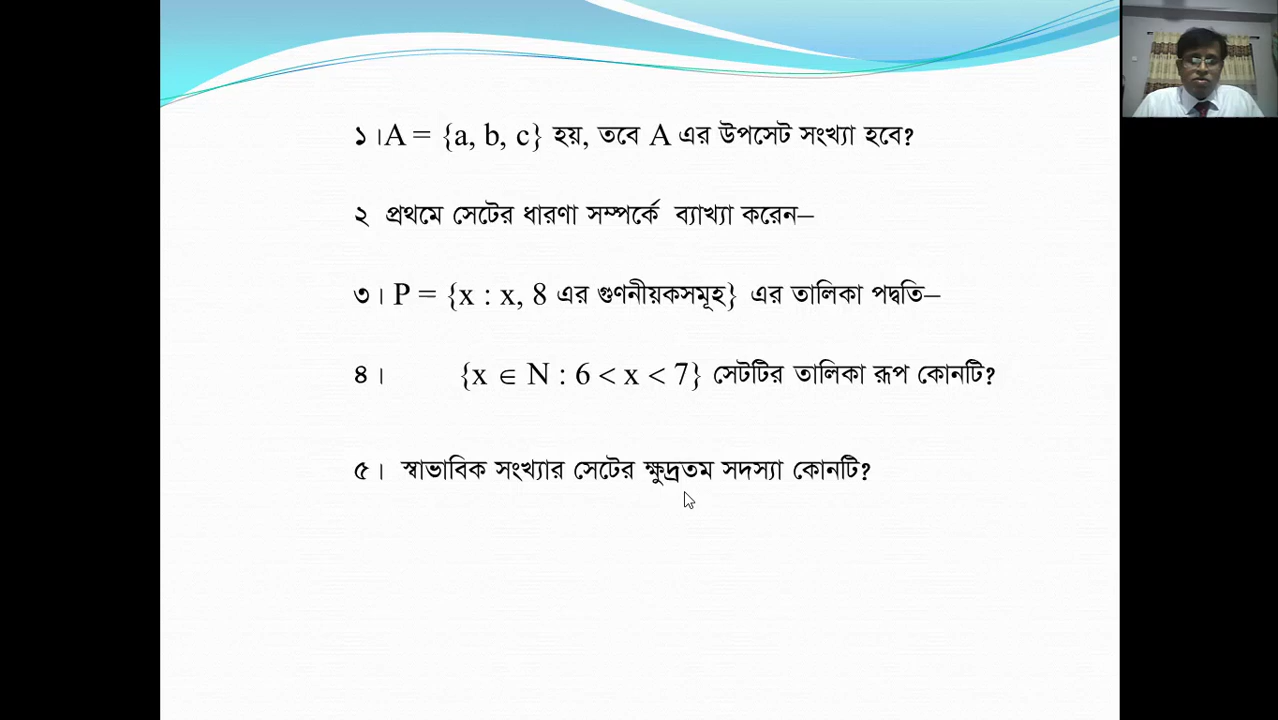 ১।A = {a, b, c} হয়, তবে A এর উপসেট সংখ্যা হবে?
২ প্রথমে সেটের ধারণা সম্পর্কে ব্যাখ্যা করেন–
৩। P = {x : x, 8 এর গুণনীয়কসমূহ} এর তালিকা পদ্বতি–
৪। {x ∈ N : 6 < x < 7} সেটটির তালিকা রূপ কোনটি?
৫। স্বাভাবিক সংখ্যার সেটের ক্ষুদ্রতম সদস্যা কোনটি?